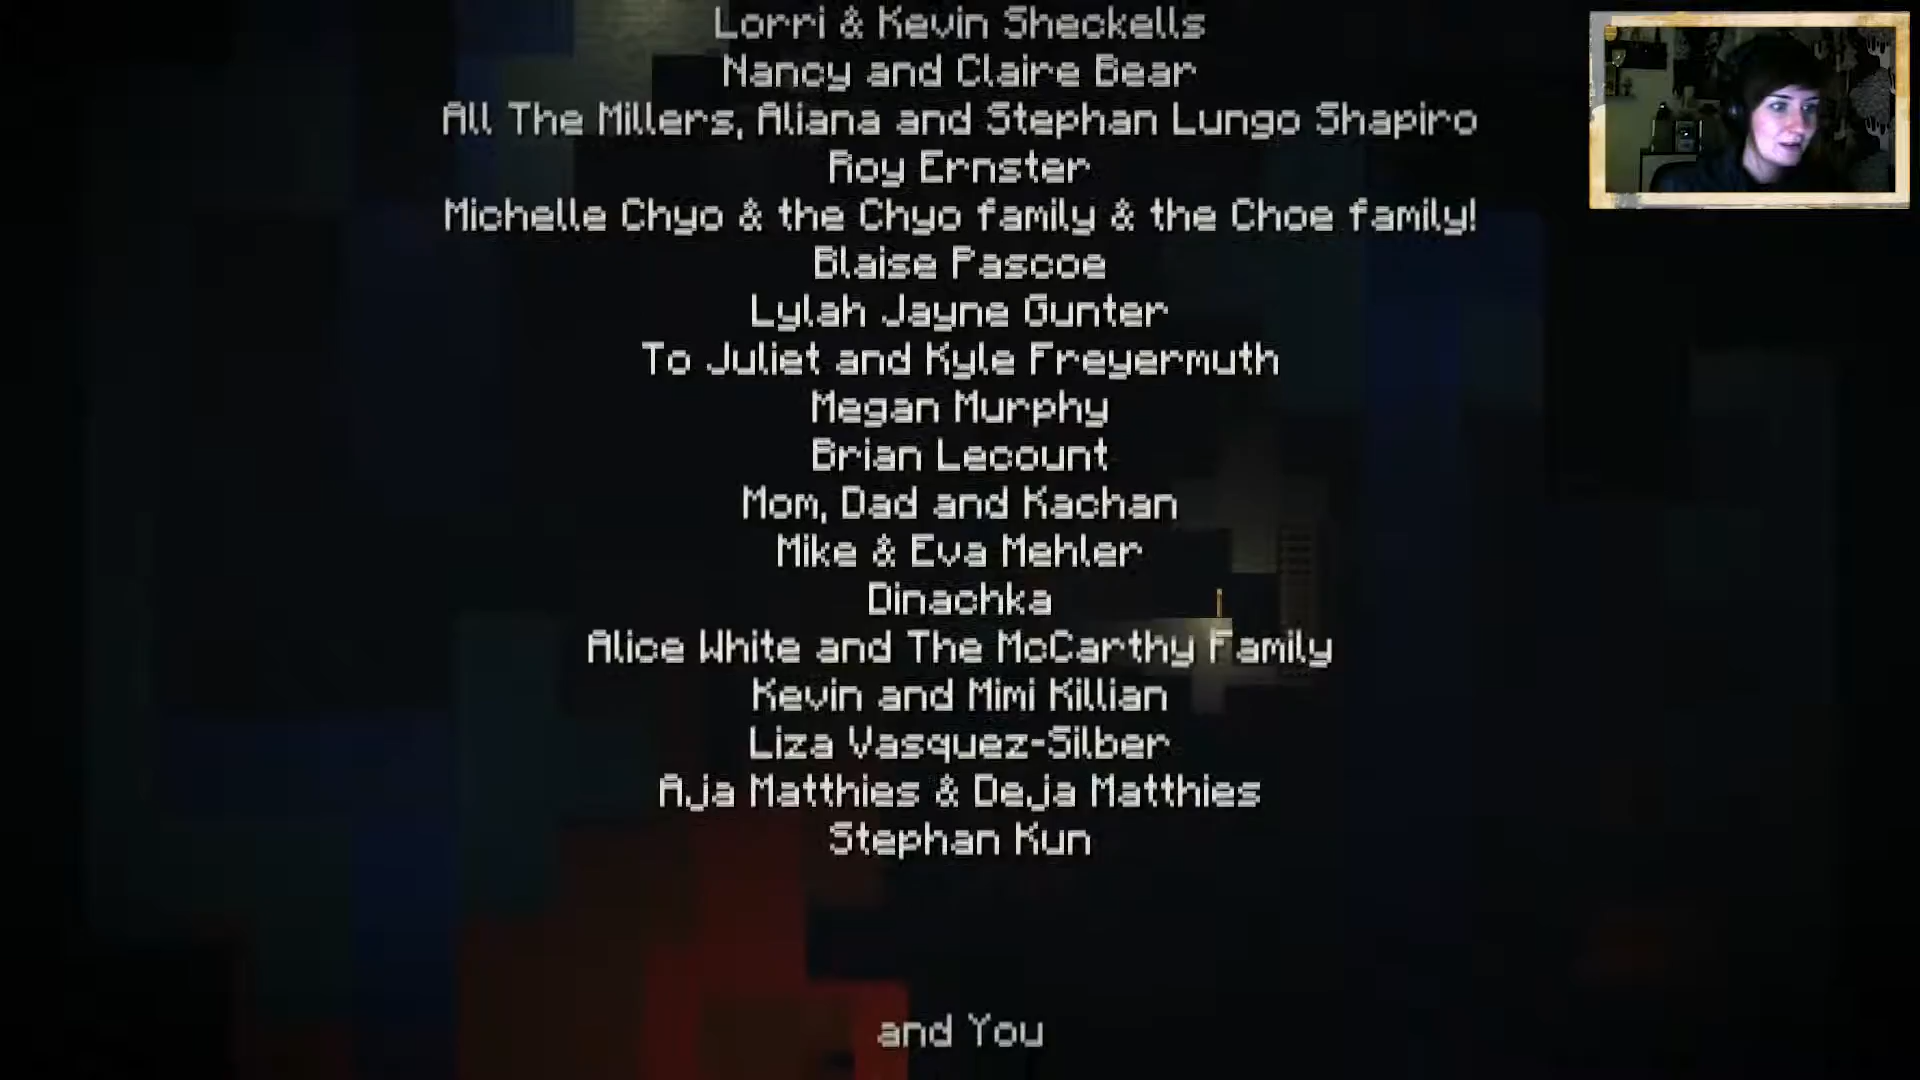 Lorri & Kevin Sheckells
Nancy and Claire Bear
All The Millers, Aliana and Stephan Lungo Shapiro
Roy Ernster
Michelle Chyo & the Chyo family & the Choe family!
Blaise Pascoe
Lylah Jayne Gunter
To Juliet and Kyle Freyermuth
Megan Murphy
Brian Lecount
Mom, Dad and Kachan
Mike & Eva Mehler
Dinachka
Alice White and The McCarthy Family
Kevin and Mimi Killian
Liza Vasquez-Silber
Aja Matthies & Deja Matthies
Stephan Kun
and You